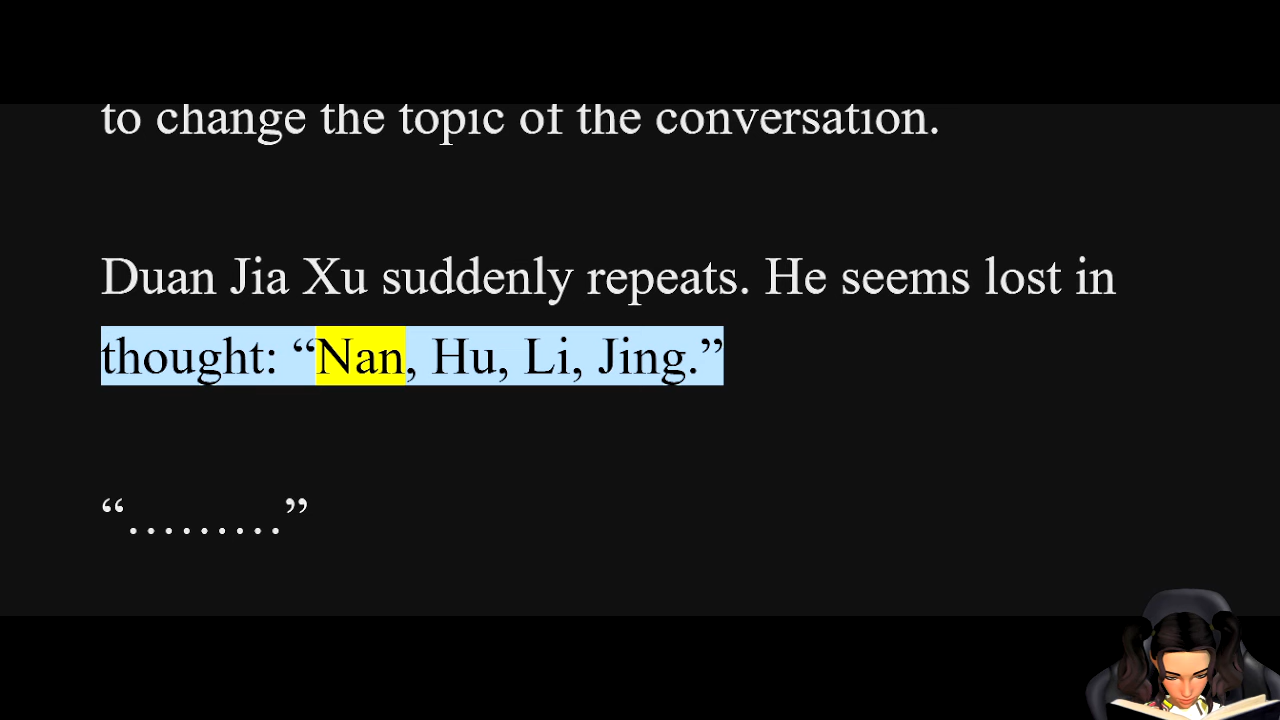 to change the topic of the conversation.
Duan Jia Xu suddenly repeats. He seems lost in
thought: “Nan, Hu, Li, Jing.”
“………”